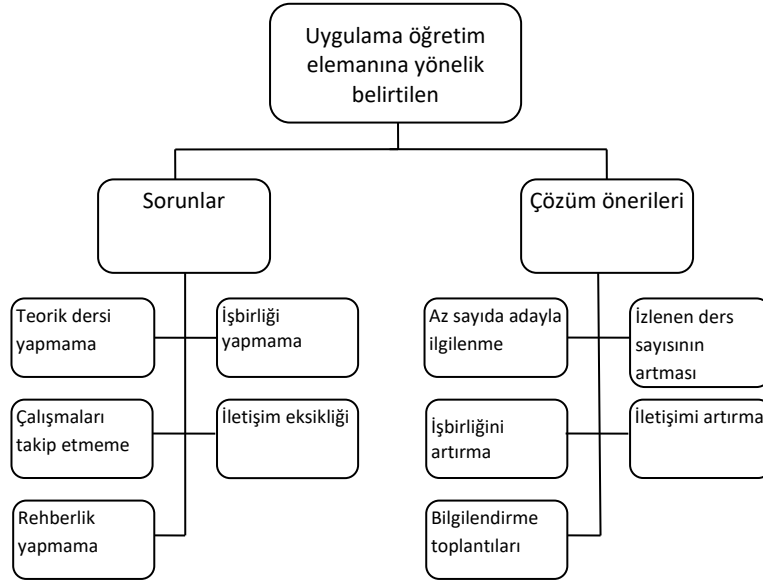 Uygulama öğretim
elemanına yönelik
belirtilen
Sorunlar
Çözüm önerileri
Teorik dersi
yapmama
İşbirliği
yapmama
Az sayıda adayla
ilgilenme
İzlenen ders
sayısının
artması
Çalışmaları
takip etmeme
İletişim eksikliği
İşbirliğini
artırma
İletişimi artırma
Rehberlik
yapmama
Bilgilendirme
toplantıları